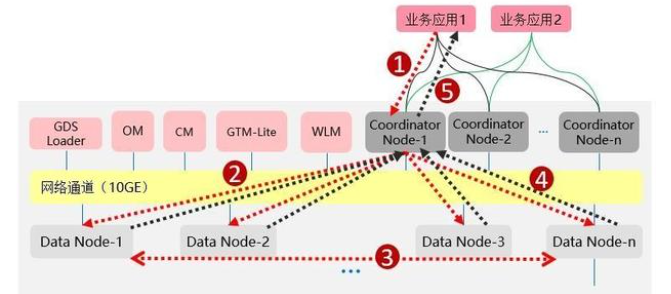 业务应用1
业务应用2
1
5
GDS
Loader
OM
CM
GTM-Lite
WLM
Coordinator
Node-1
Coordinator
Node-2
...
Coordinator
Node-n
2
4
网络通道（10GE）
Data Node-1
Data Node-2
Data Node-3
Data Node-n
3
...